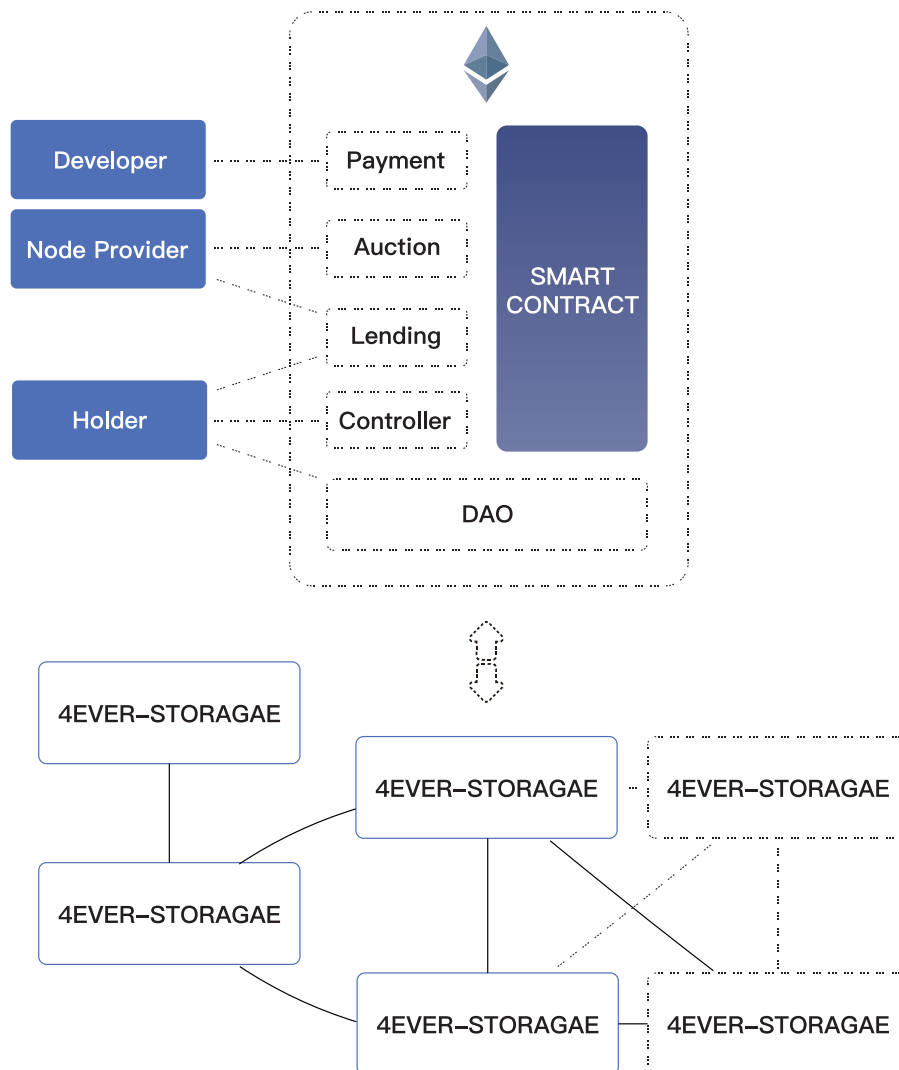 Developer
Payment
Node Provider
Auction
SMART
CONTRACT
Lending
Holder
Controller
DAO
4EVER–STORAGAE
4EVER–STORAGAE
4EVER–STORAGAE
4EVER–STORAGAE
4EVER–STORAGAE
4EVER–STORAGAE